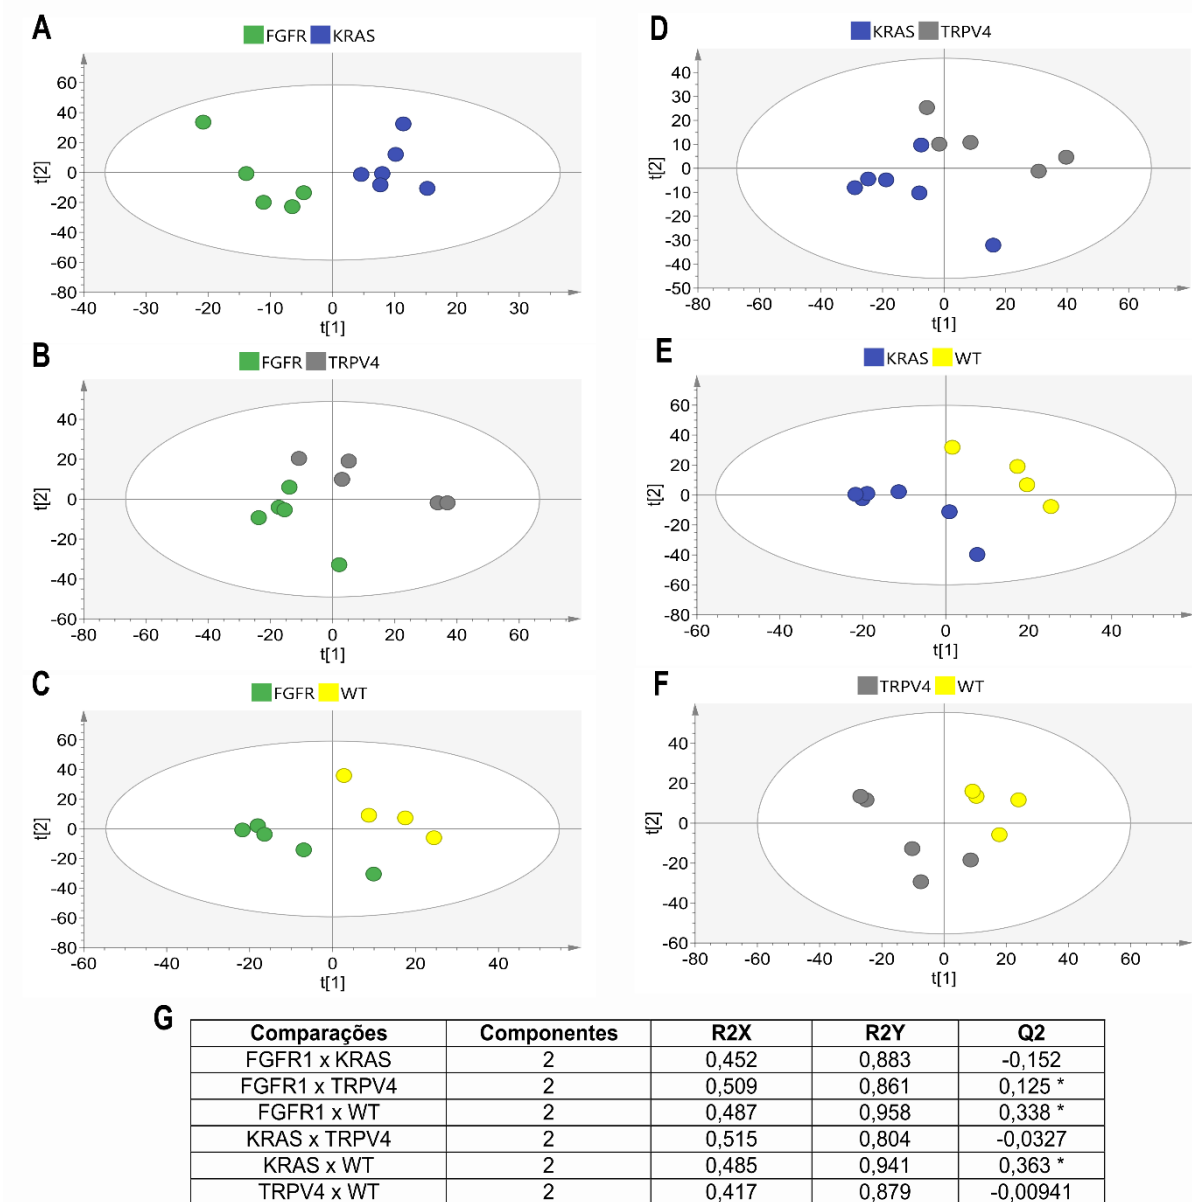 A
FGFR KRAS
60
40
20
0
-20
-40
-60
-80
t[2]
-40 -30 -20 -10 0 10 20 30
t[1]
B
FGFR TRPV4
40
20
0
-20
-40
-60
t[2]
-80 -60 -40 -20 0 20 40 60
t[1]
C
FGFR WT
60
40
20
0
-20
-40
-60
-80
t[2]
-60 -40 -20 0 20 40
t[1]
D
KRAS TRPV4
40
30
20
10
0
-10
-20
-30
-40
-50
t[2]
-80 -60 -40 -20 0 20 40 60
t[1]
E
KRAS WT
60
40
20
0
-20
-40
-60
-80
t[2]
-60 -40 -20 0 20 40
t[1]
F
TRPV4 WT
40
20
0
-20
-40
-60
t[2]
-80 -60 -40 -20 0 20 40 60
t[1]
G
Comparações Componentes R2X R2Y Q2
FGFR1 x KRAS 2 0,452 0,883 -0,152
FGFR1 x TRPV4 2 0,509 0,861 0,125 *
FGFR1 x WT 2 0,487 0,958 0,338 *
KRAS x TRPV4 2 0,515 0,804 -0,0327
KRAS x WT 2 0,485 0,941 0,363 *
TRPV4 x WT 2 0,417 0,879 -0,00941